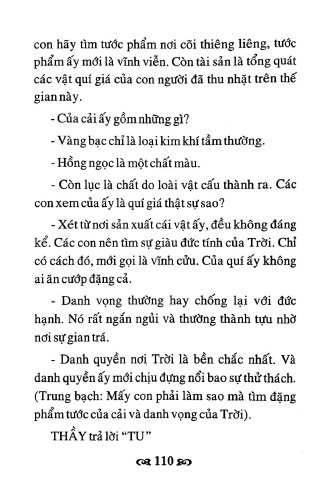 con hãy tìm tước phẩm nơi cõi thiêng liêng, tước
phẩm ấy mới là vĩnh viễn. Còn tài sản là tổng quát
các vật quí giá của con người đã thu nhặt trên thế
gian này.
- Của cải ấy gồm những gì?
- Vàng bạc chỉ là loại kim khí tầm thường.
- Hồng ngọc là một chất màu.
- Còn lục là chất do loài vật cấu thành ra. Các
con xem của ấy là quí giá thật sự sao?
- Xét từ nơi sản xuất cái vật ấy, đều không đáng
kể. Các con nên tìm sự giàu đức tính của Trời. Chỉ
có cách đó, mới gọi là vĩnh cửu. Của quí ấy không
ai ăn cướp đặng cả.
- Danh vọng thường hay chống lại với đức
hạnh. Nó rất ngắn ngủi và thường thành tựu nhờ
nơi sự gian trá.
- Danh quyền nơi Trời là bền chắc nhất. Và
danh quyền ấy mới chịu đựng nổi bao sự thử thách.
(Trung bạch: Mấy con phải làm sao mà tìm đặng
phẩm tước của cải và danh vọng của Trời).
THẦY trả lời "TU"
110